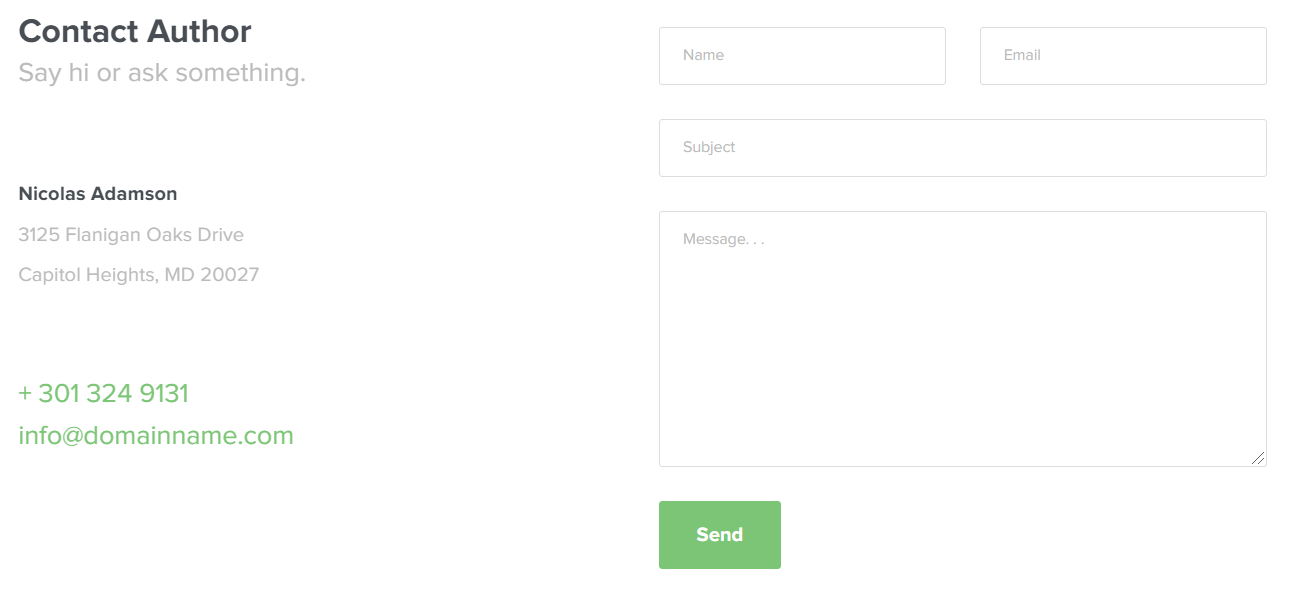 Contact Author
Say hi or ask something.
Nicolas Adamson
3125 Flanigan Oaks Drive
Capitol Heights, MD 20027
+ 301 324 9131
info@domainname.com
Name
Email
Subject
Message. . .
Send